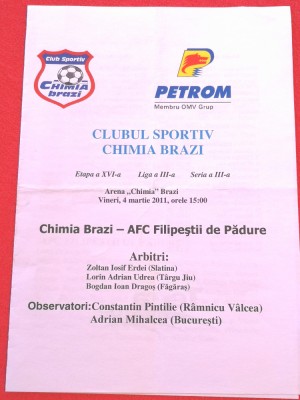 Club Sportiv
CHIMIA
brazi
PETROM
Membru OMV Grup
CLUBUL SPORTIV
CHIMIA BRAZI
Etapa a XVI-a Liga a III-a Seria a III-a
Arena „Chimia” Brazi
Vineri, 4 martie 2011, orele 15:00
Chimia Brazi – AFC Filipeştii de Pădure
Arbitri:
Zoltan Iosif Erdei (Slatina)
Lorin Adrian Udrea (Târgu Jiu)
Bogdan Ioan Dragoş (Făgăraş)
Observatori:Constantin Pintilie (Râmnicu Vâlcea)
Adrian Mihalcea (Bucureşti)